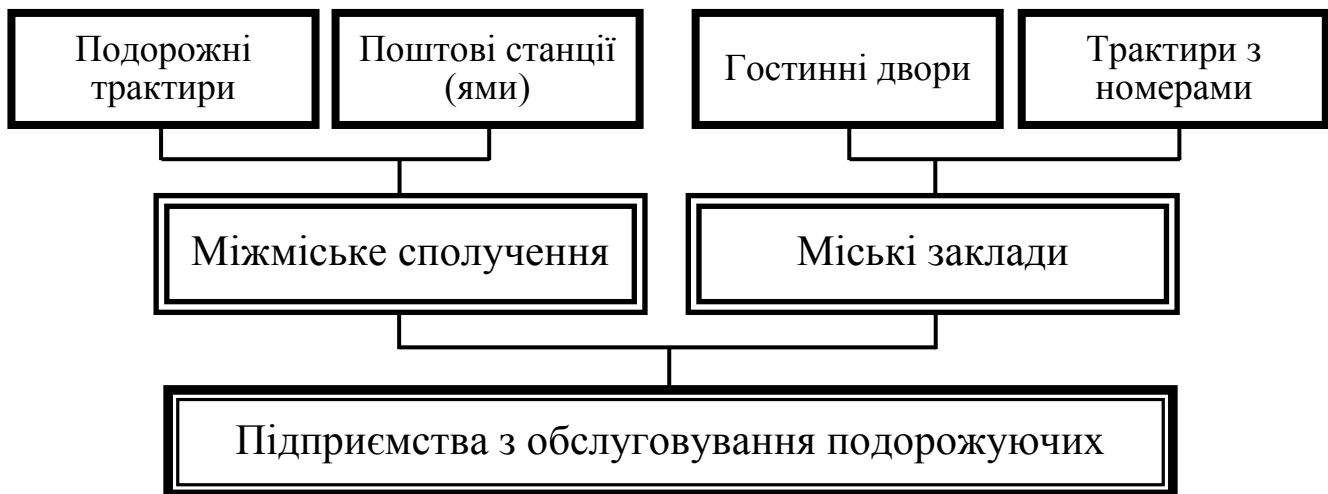 Подорожні
трактири
Поштові станції
(ями)
Гостинні двори
Трактири з
номерами
Міжміське сполучення
Міські заклади
Підприємства з обслуговування подорожуючих